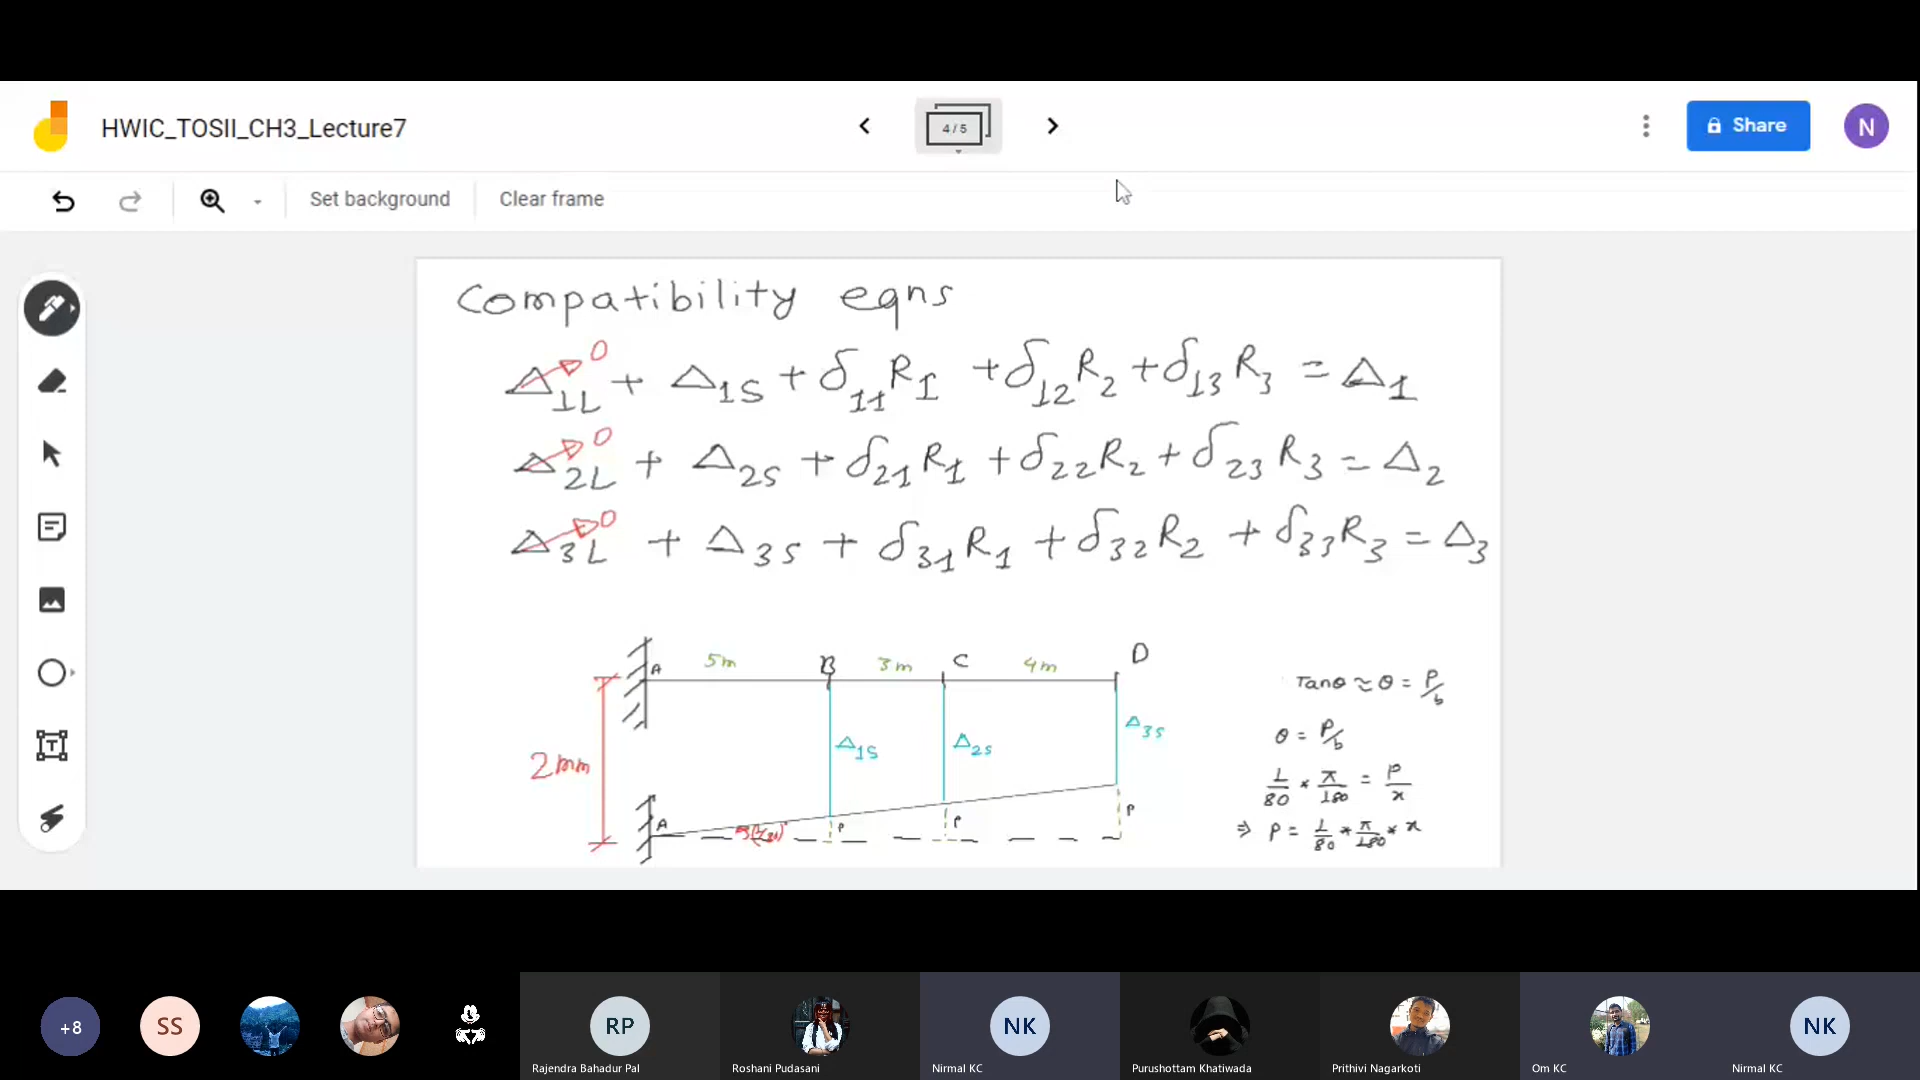 HWIC_TOSII_CH3_Lecture7
4 / 5
Share
N
Set background
Clear frame
Compatibility eqns
Δ1L 0 + Δ1S + δ11R1 + δ12R2 + δ13R3 = Δ1
Δ2L 0 + Δ2S + δ21R1 + δ22R2 + δ23R3 = Δ2
Δ3L 0 + Δ3S + δ31R1 + δ32R2 + δ33R3 = Δ3
A 5m B 3m C 4m D
2mm
Δ1S Δ2S Δ3S
A P P P
Tanθ ≈ θ = P/b
θ = P/b
1/80 * π/180 = P/x
⇒ P = 1/80 * π/180 * x
+8
SS
RP
NK
NK
Rajendra Bahadur Pal
Roshani Pudasani
Nirmal KC
Purushottam Khatiwada
Prithivi Nagarkoti
Om KC
Nirmal KC